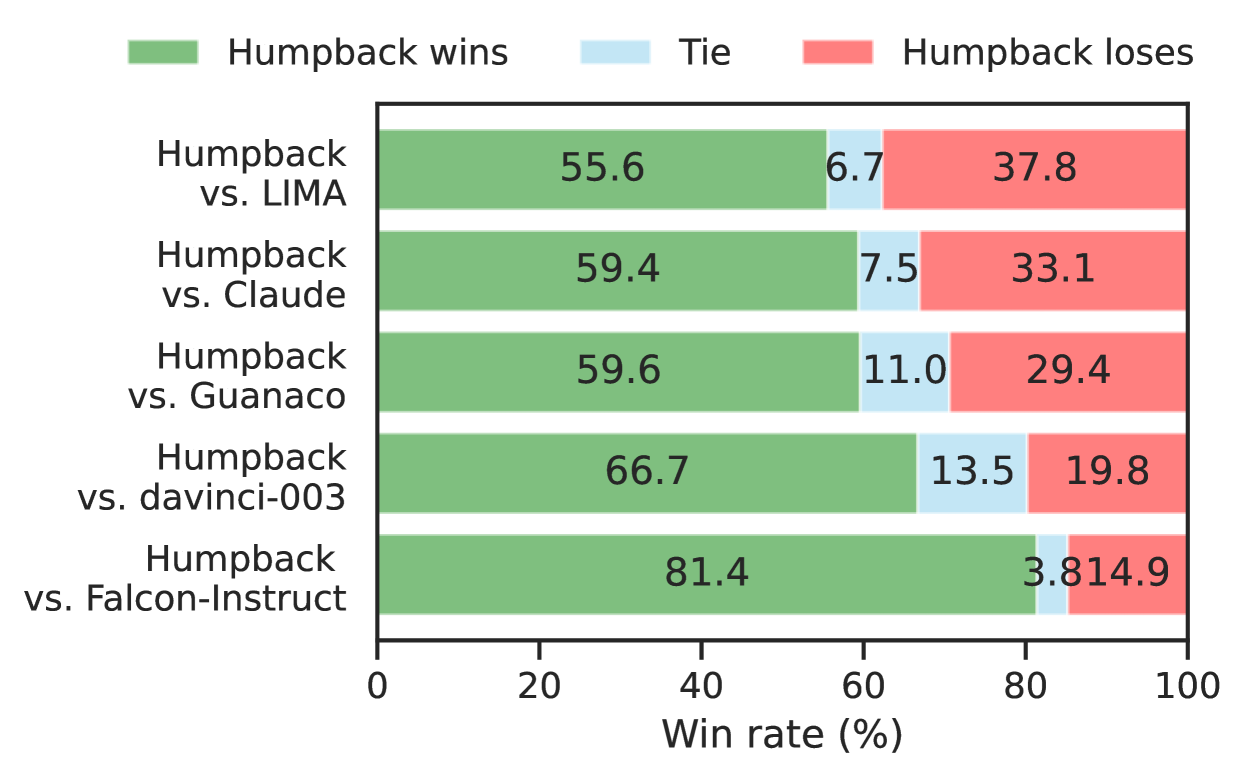 Humpback wins Tie Humpback loses
Humpback
vs. LIMA
55.6 6.7 37.8
Humpback
vs. Claude
59.4 7.5 33.1
Humpback
vs. Guanaco
59.6 11.0 29.4
Humpback
vs. davinci-003
66.7 13.5 19.8
Humpback
vs. Falcon-Instruct
81.4 3.8 14.9
0 20 40 60 80 100
Win rate (%)